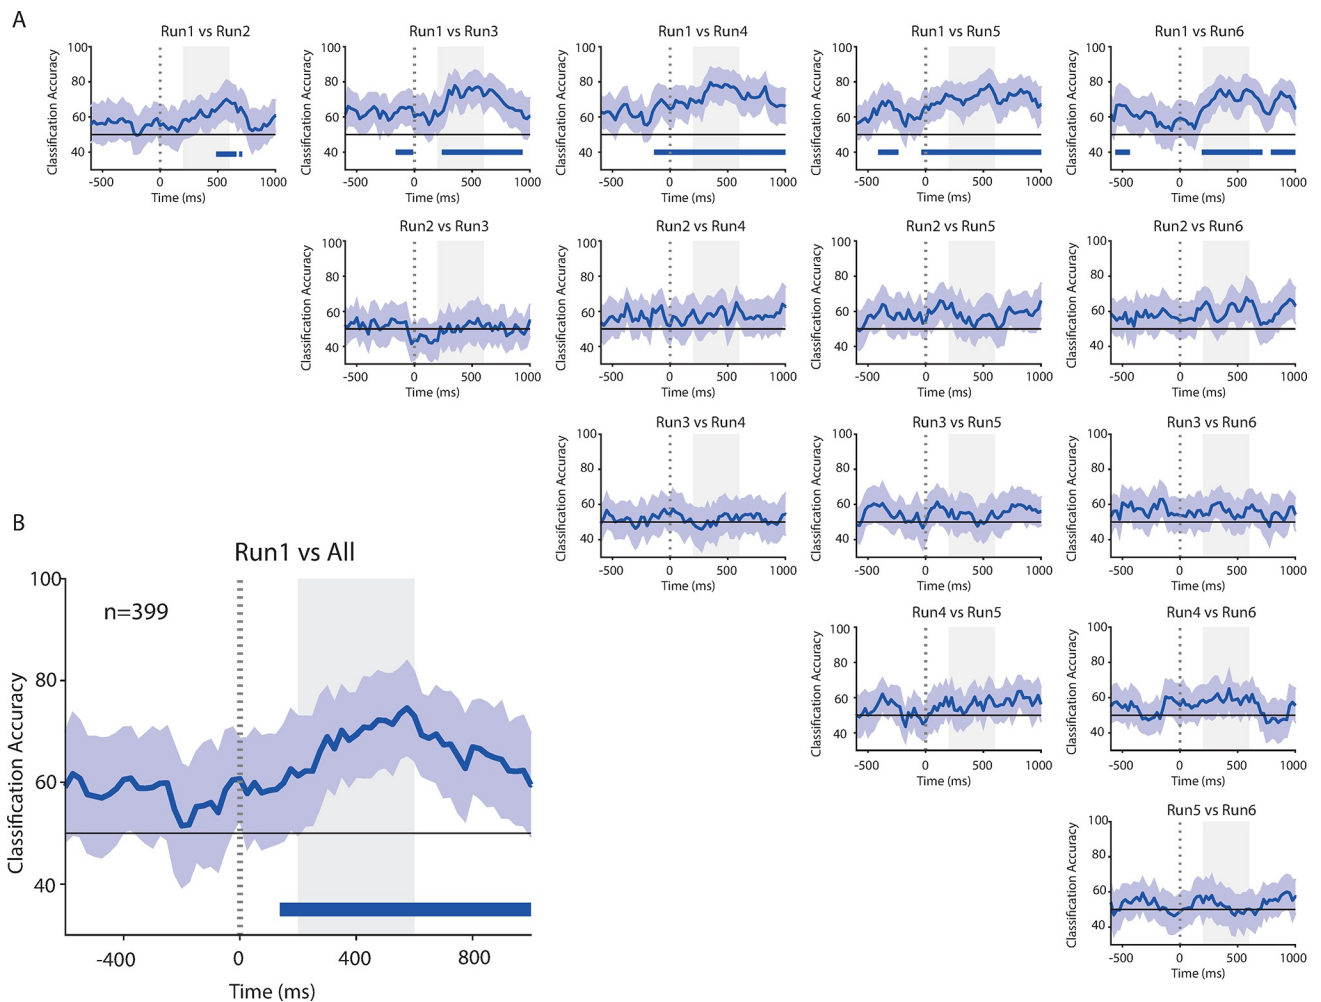 A
Run1 vs Run2
Run1 vs Run3
Run1 vs Run4
Run1 vs Run5
Run1 vs Run6
Classification Accuracy
100
80
60
40
-500
0
500
1000
Time (ms)
Classification Accuracy
100
80
60
40
-500
0
500
1000
Time (ms)
Classification Accuracy
100
80
60
40
-500
0
500
1000
Time (ms)
Classification Accuracy
100
80
60
40
-500
0
500
1000
Time (ms)
Classification Accuracy
100
80
60
40
-500
0
500
1000
Time (ms)
Run2 vs Run3
Run2 vs Run4
Run2 vs Run5
Run2 vs Run6
Classification Accuracy
100
80
60
40
-500
0
500
1000
Time (ms)
Classification Accuracy
100
80
60
40
-500
0
500
1000
Time (ms)
Classification Accuracy
100
80
60
40
-500
0
500
1000
Time (ms)
Classification Accuracy
100
80
60
40
-500
0
500
1000
Time (ms)
Run3 vs Run4
Run3 vs Run5
Run3 vs Run6
Classification Accuracy
100
80
60
40
-500
0
500
1000
Time (ms)
Classification Accuracy
100
80
60
40
-500
0
500
1000
Time (ms)
Classification Accuracy
100
80
60
40
-500
0
500
1000
Time (ms)
Run4 vs Run5
Run4 vs Run6
Classification Accuracy
100
80
60
40
-500
0
500
1000
Time (ms)
Classification Accuracy
100
80
60
40
-500
0
500
1000
Time (ms)
Run5 vs Run6
Classification Accuracy
100
80
60
40
-500
0
500
1000
Time (ms)
B
Run1 vs All
n=399
Classification Accuracy
100
80
60
40
-400
0
400
800
Time (ms)